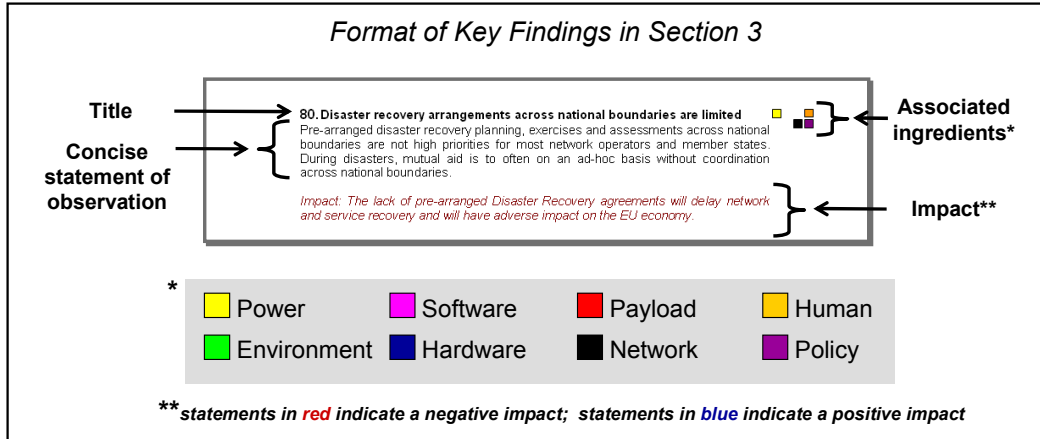 Format of Key Findings in Section 3
Title
Concise
statement of
observation
80. Disaster recovery arrangements across national boundaries are limited
Pre-arranged disaster recovery planning, exercises and assessments across national
boundaries are not high priorities for most network operators and member states.
During disasters, mutual aid is to often on an ad-hoc basis without coordination
across national boundaries.
Impact: The lack of pre-arranged Disaster Recovery agreements will delay network
and service recovery and will have adverse impact on the EU economy.
Associated
ingredients*
Impact**
*
Power Software Payload Human
Environment Hardware Network Policy
**statements in red indicate a negative impact; statements in blue indicate a positive impact